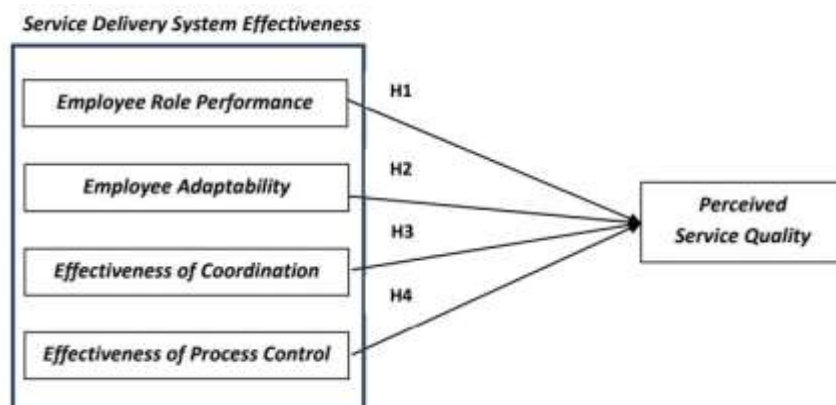 Service Delivery System Effectiveness
Employee Role Performance
H1
Employee Adaptability
H2
Effectiveness of Coordination
H3
Effectiveness of Process Control
H4
Perceived
Service Quality